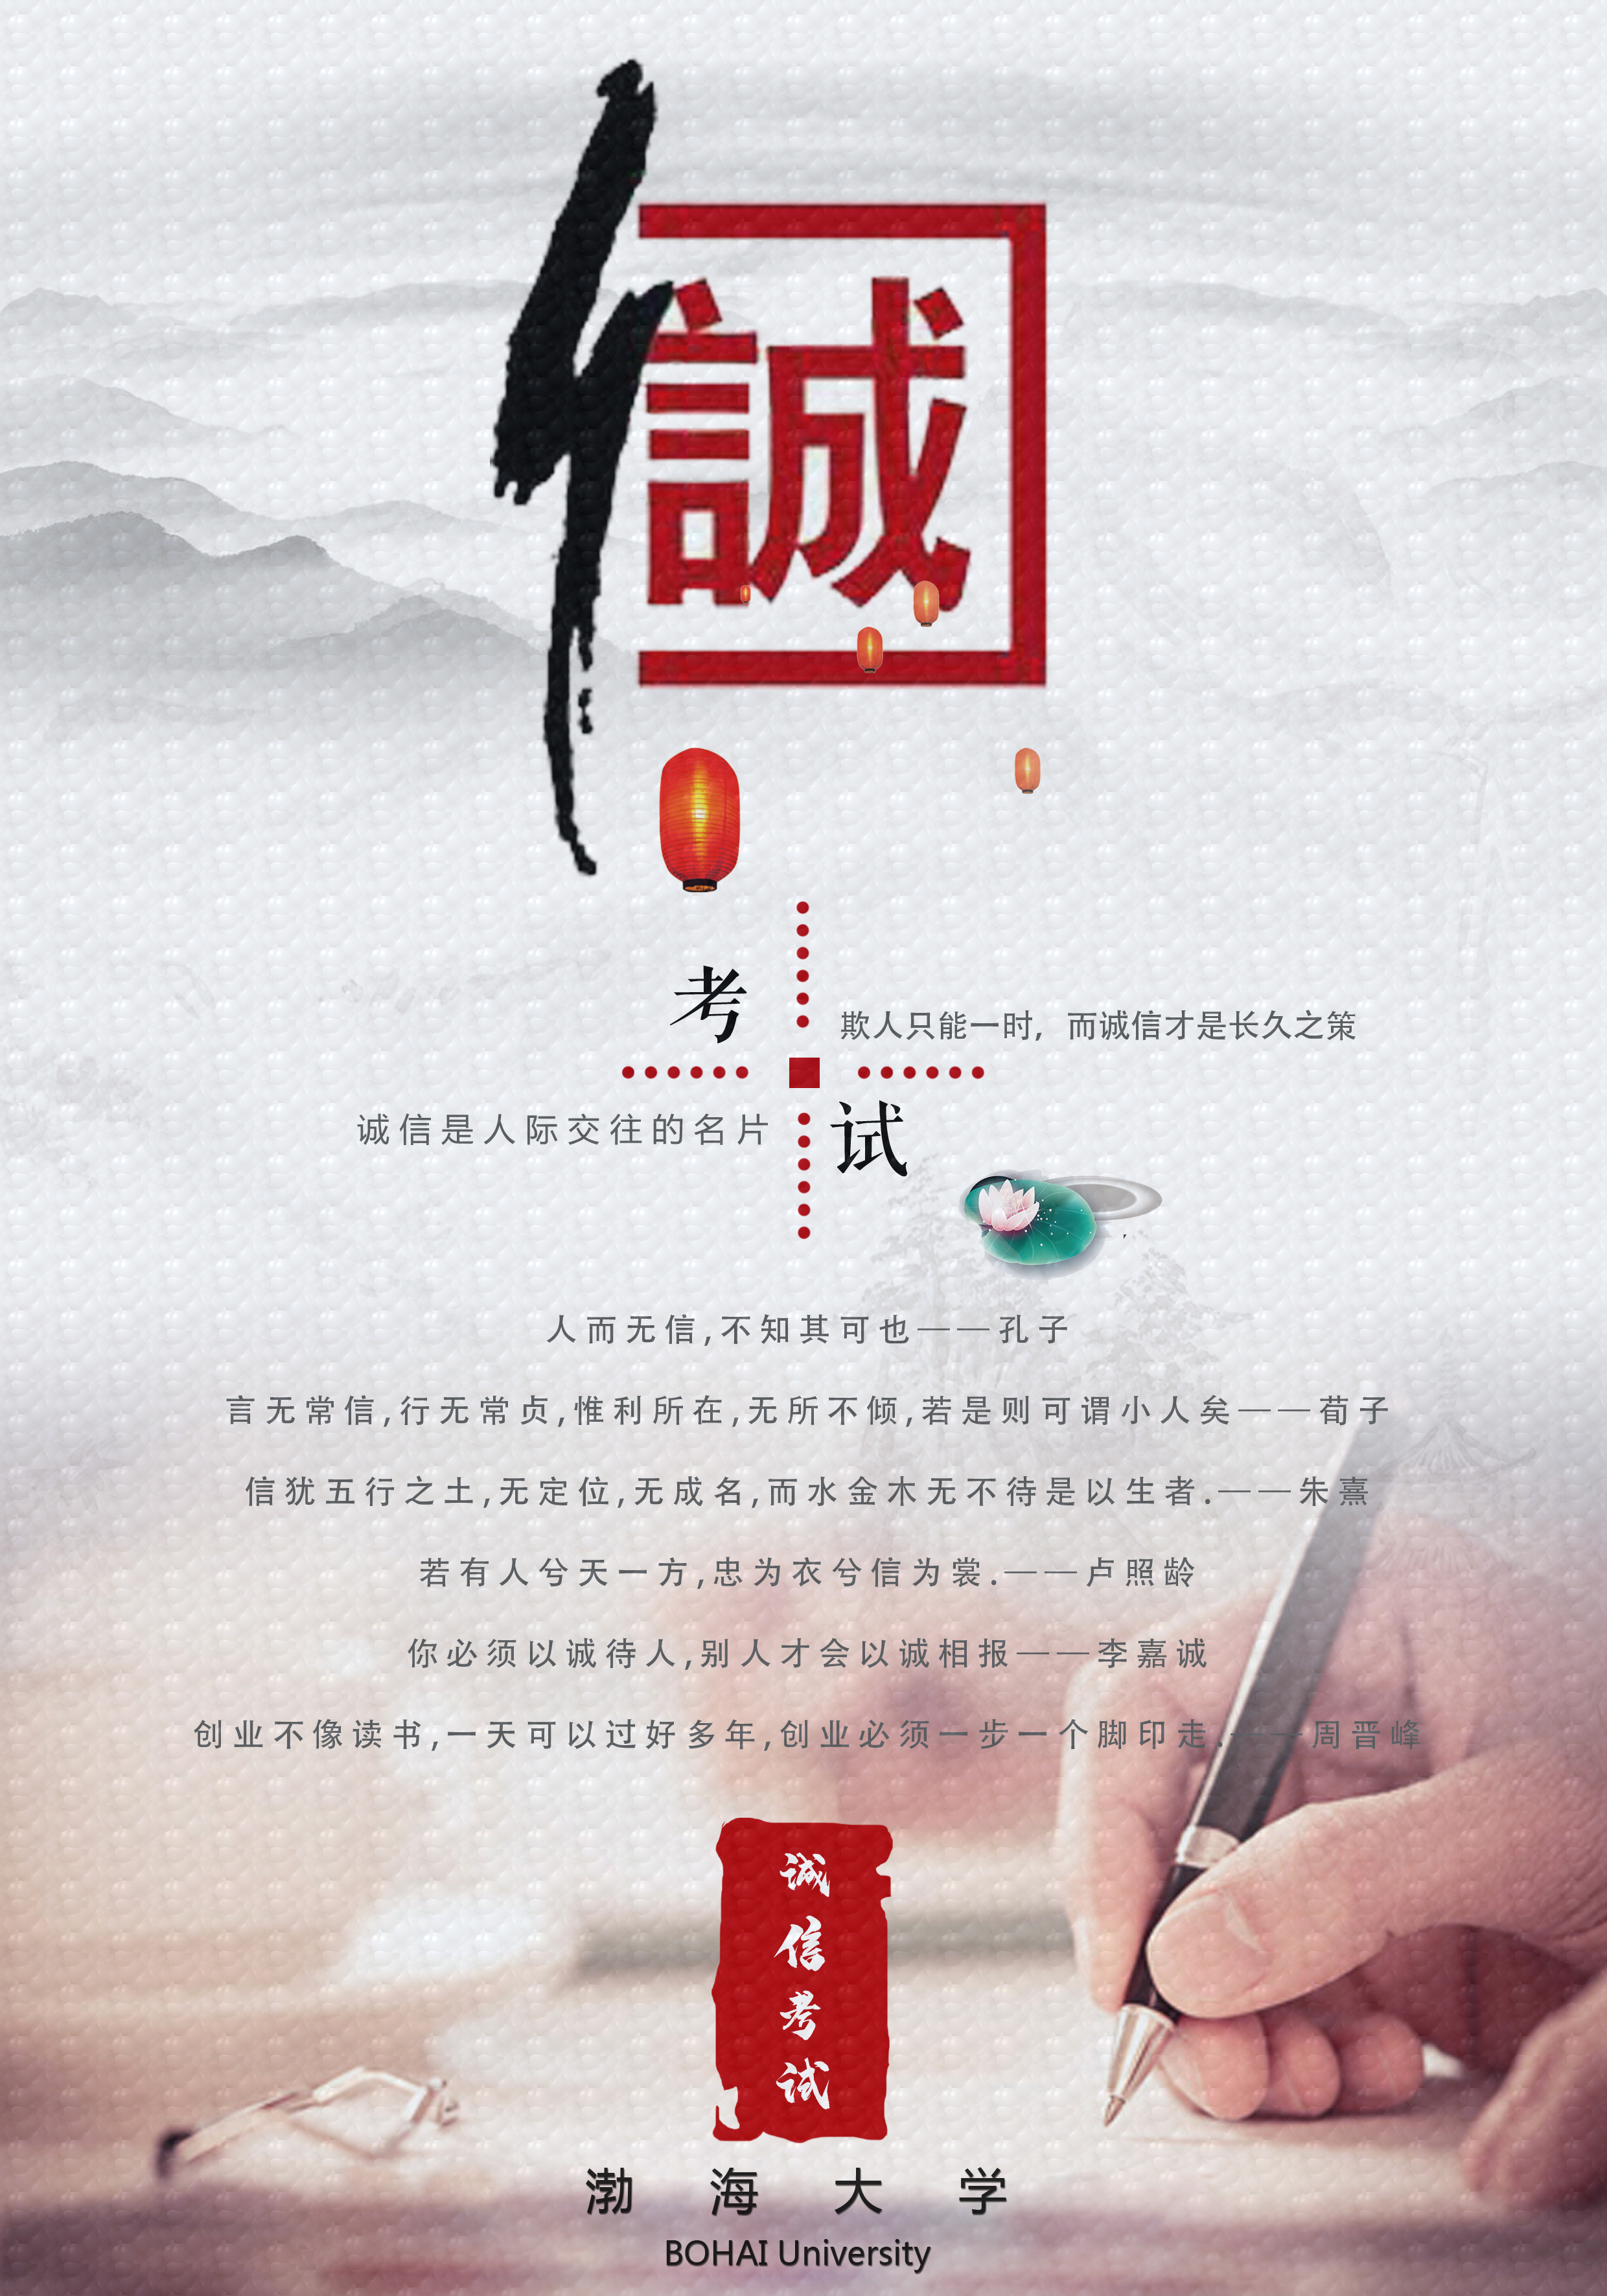 信誠
考
欺人只能一时，而诚信才是长久之策
诚信是人际交往的名片
试
人而无信,不知其可也——孔子
言无常信,行无常贞,惟利所在,无所不倾,若是则可谓小人矣——荀子
信犹五行之土,无定位,无成名,而水金木无不待是以生者.——朱熹
若有人兮天一方,忠为衣兮信为裳.——卢照龄
你必须以诚待人,别人才会以诚相报——李嘉诚
创业不像读书,一天可以过好多年,创业必须一步一个脚印走.——周晋峰
诚
信
考
试
渤海大学
BOHAI University